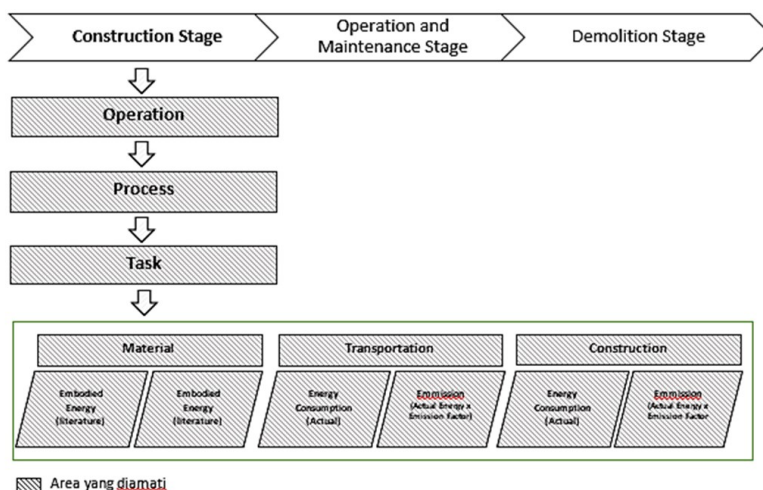 Construction Stage
Operation and
Maintenance Stage
Demolition Stage
Operation
Process
Task
Material
Transportation
Construction
Embodied
Energy
(literature)
Embodied
Energy
(literature)
Energy
Consumption
(Actual)
Emmission
(Actual Energy x
Emission Factor)
Energy
Consumption
(Actual)
Emmission
(Actual Energy x
Emission Factor
Area yang diamati